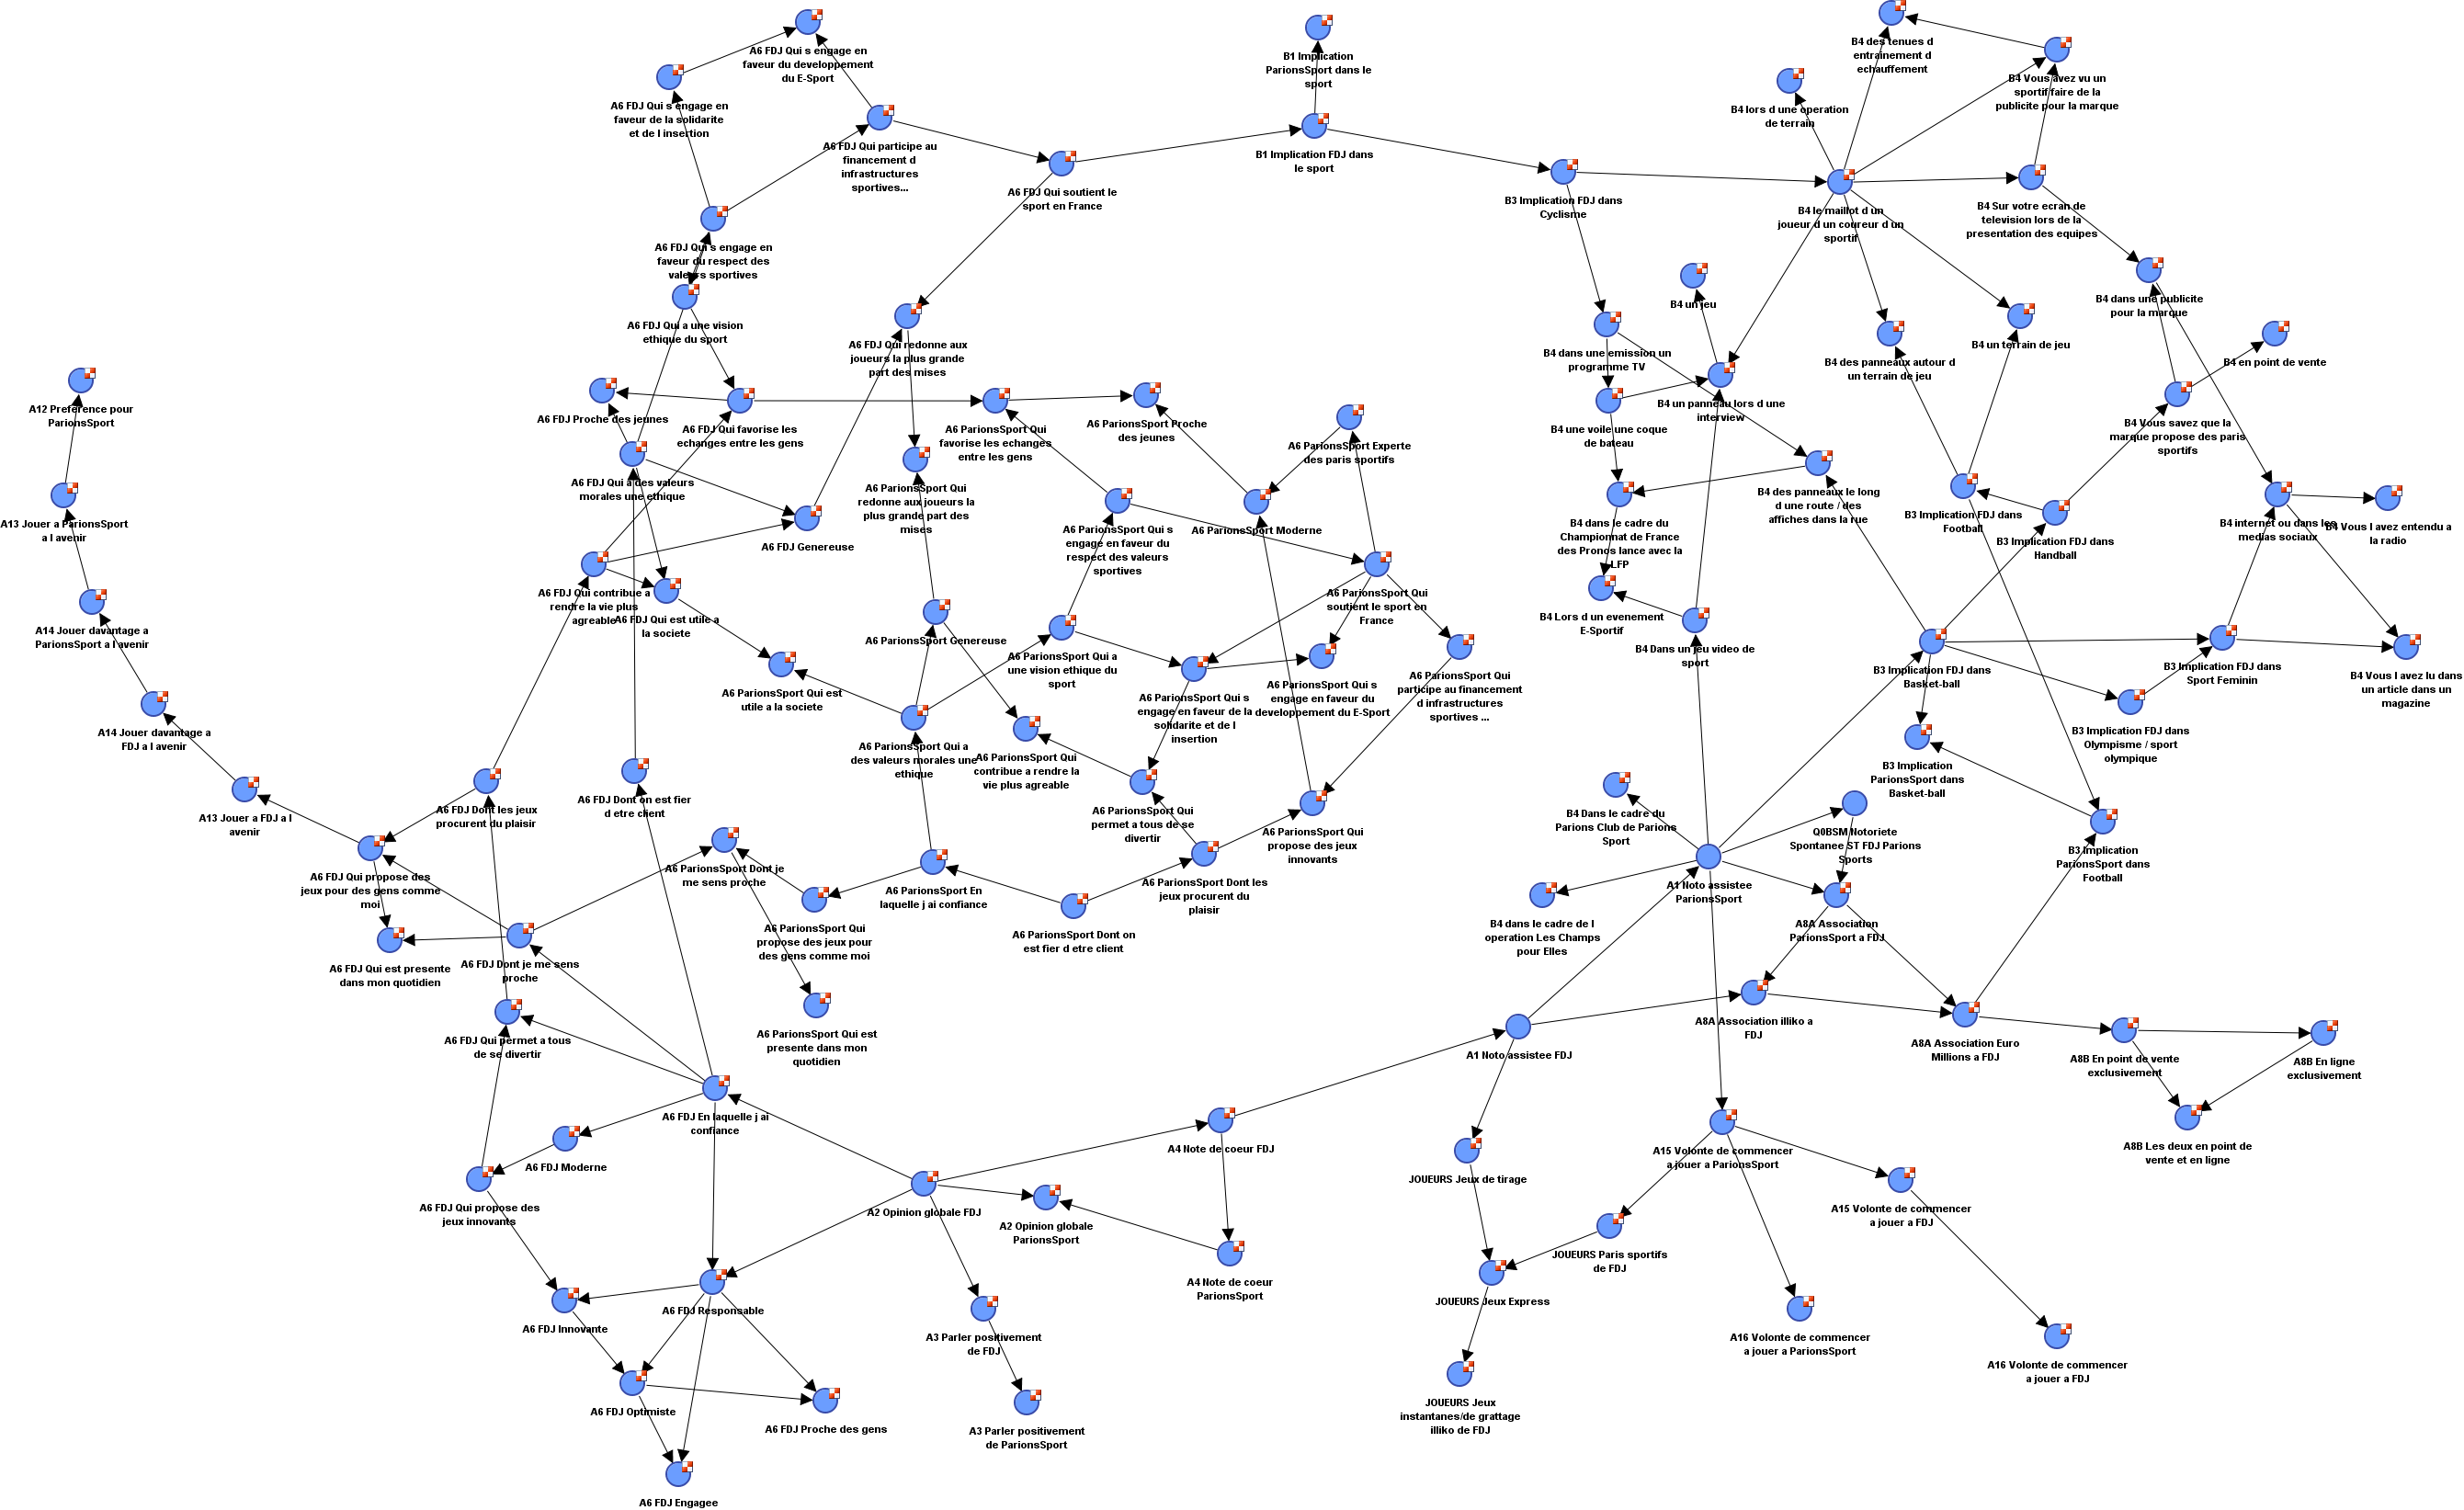 A6 FDJ Qui s engage en
faveur du developpement
du E-Sport
A6 FDJ Qui s engage en
faveur de la solidarite
et de l insertion
A6 FDJ Qui participe au
financement d
infrastructures
sportives...
A6 FDJ Qui soutient le
sport en France
A6 FDJ Qui s engage en
faveur du respect des
valeurs sportives
A6 FDJ Qui a une vision
ethique du sport
B1 Implication
ParionsSport dans le
sport
B1 Implication FDJ dans
le sport
B3 Implication FDJ dans
Cyclisme
B4 des tenues d
entrainement d
echauffement
B4 lors d une operation
de terrain
B4 Vous avez vu un
sportif faire de la
publicite pour la marque
B4 le maillot d un
joueur d un coureur d un
sportif
B4 Sur votre ecran de
television lors de la
presentation des equipes
B4 dans une publicite
pour la marque
B4 un jeu
B4 dans une emission un
programme TV
B4 des panneaux autour d
un terrain de jeu
B4 un terrain de jeu
B4 en point de vente
B4 un panneau lors d une
interview
B4 une voile une coque
de bateau
B4 Vous savez que la
marque propose des paris
sportifs
A12 Preference pour
ParionsSport
A13 Jouer a ParionsSport
a l avenir
A14 Jouer davantage a
ParionsSport a l avenir
A14 Jouer davantage a
FDJ a l avenir
A13 Jouer a FDJ a l
avenir
A6 FDJ Qui redonne aux
joueurs la plus grande
part des mises
A6 FDJ Proche des jeunes
A6 FDJ Qui favorise les
echanges entre les gens
A6 ParionsSport Qui
favorise les echanges
entre les gens
A6 ParionsSport Proche
des jeunes
A6 ParionsSport Experte
des paris sportifs
A6 FDJ Qui a des valeurs
morales une ethique
A6 ParionsSport Qui
redonne aux joueurs la
plus grande part des
mises
A6 FDJ Genereuse
A6 ParionsSport Qui s
engage en faveur du
respect des valeurs
sportives
A6 ParionsSport Moderne
B4 dans le cadre du
Championnat de France
des Pronos lance avec la
LFP
B4 des panneaux le long
d une route / des
affiches dans la rue
B3 Implication FDJ dans
Football
B3 Implication FDJ dans
Handball
B4 internet ou dans les
medias sociaux
B4 Vous l avez entendu a
la radio
A6 FDJ Qui contribue a
rendre la vie plus
agreable
A6 FDJ Qui est utile a
la societe
A6 ParionsSport Genereuse
A6 ParionsSport Qui a
une vision ethique du
sport
A6 ParionsSport Qui
soutient le sport en
France
B4 Lors d un evenement
E-Sportif
B4 Dans un jeu video de
sport
B3 Implication FDJ dans
Basket-ball
B3 Implication FDJ dans
Sport Feminin
B4 Vous l avez lu dans
un article dans un
magazine
B3 Implication FDJ dans
Olympisme / sport
olympique
A6 ParionsSport Qui est
utile a la societe
A6 ParionsSport Qui s
engage en faveur de la
solidarite et de l
insertion
A6 ParionsSport Qui s
engage en faveur du
developpement du E-Sport
A6 ParionsSport Qui
participe au financement
d infrastructures
sportives ...
A6 ParionsSport Qui a
des valeurs morales une
ethique
A6 ParionsSport Qui
contribue a rendre la
vie plus agreable
A6 ParionsSport Qui
permet a tous de se
divertir
A6 ParionsSport Qui
propose des jeux
innovants
B3 Implication
ParionsSport dans
Basket-ball
B4 Dans le cadre du
Parions Club de Parions
Sport
Q0BSM Notoriete
Spontanee ST FDJ Parions
Sports
B3 Implication
ParionsSport dans
Football
A6 FDJ Dont les jeux
procurent du plaisir
A6 FDJ Dont on est fier
d etre client
A6 FDJ Qui propose des
jeux pour des gens comme
moi
A6 ParionsSport Dont je
me sens proche
A6 ParionsSport En
laquelle j ai confiance
A6 ParionsSport Dont les
jeux procurent du
plaisir
A1 Noto assistee
ParionsSport
B4 dans le cadre de l
operation Les Champs
pour Elles
A8A Association
ParionsSport a FDJ
A6 FDJ Qui est presente
dans mon quotidien
A6 FDJ Dont je me sens
proche
A6 ParionsSport Qui
propose des jeux pour
des gens comme moi
A6 ParionsSport Dont on
est fier d etre client
A6 FDJ Qui permet a tous
de se divertir
A6 ParionsSport Qui est
presente dans mon
quotidien
A1 Noto assistee FDJ
A8A Association illiko a
FDJ
A8A Association Euro
Millions a FDJ
A8B En point de vente
exclusivement
A8B En ligne
exclusivement
A8B Les deux en point de
vente et en ligne
A6 FDJ En laquelle j ai
confiance
A6 FDJ Moderne
A4 Note de coeur FDJ
A15 Volonte de commencer
a jouer a ParionsSport
JOUEURS Jeux de tirage
A15 Volonte de commencer
a jouer a FDJ
A6 FDJ Qui propose des
jeux innovants
A2 Opinion globale FDJ
A2 Opinion globale
ParionsSport
A4 Note de coeur
ParionsSport
JOUEURS Paris sportifs
de FDJ
JOUEURS Jeux Express
A6 FDJ Responsable
A6 FDJ Innovante
A3 Parler positivement
de FDJ
A16 Volonte de commencer
a jouer a ParionsSport
A16 Volonte de commencer
a jouer a FDJ
A6 FDJ Optimiste
A6 FDJ Proche des gens
A3 Parler positivement
de ParionsSport
JOUEURS Jeux
instantanes/de grattage
illiko de FDJ
A6 FDJ Engagee